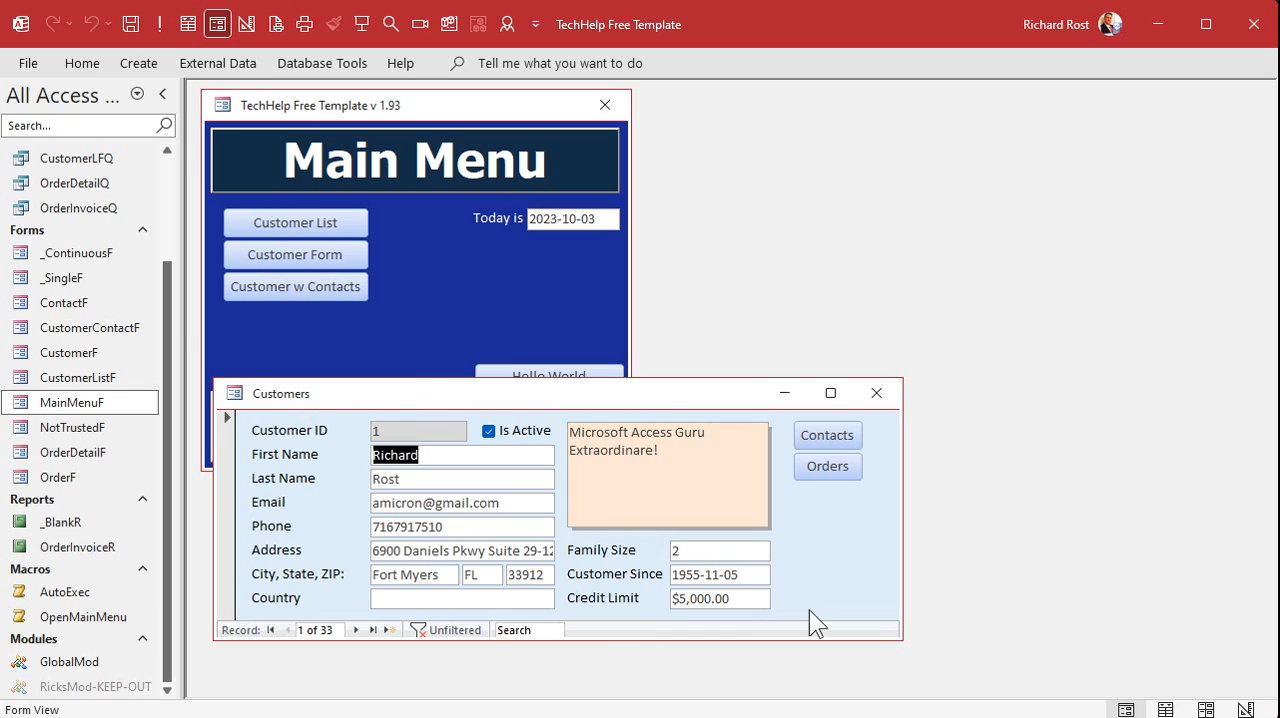 TechHelp Free Template
Richard Rost
File Home Create External Data Database Tools Help Tell me what you want to do
All Access ...
Search...
CustomerLFQ
OrderDetailQ
OrderInvoiceQ
Forms
_ContinuousF
_SingleF
ContactF
CustomerContactF
CustomerF
CustomerListF
MainMenuF
NotTrustedF
OrderDetailF
OrderF
Reports
_BlankR
OrderInvoiceR
Macros
AutoExec
OpenMainMenu
Modules
GlobalMod
RicksMod-KEEP-OUT
TechHelp Free Template v 1.93
Main Menu
Customer List
Customer Form
Customer w Contacts
Today is 2023-10-03
Hello World
Customers
Customer ID 1 Is Active
First Name Richard
Last Name Rost
Email amicron@gmail.com
Phone 7167917510
Address 6900 Daniels Pkwy Suite 29-12
City, State, ZIP: Fort Myers FL 33912
Country
Microsoft Access Guru
Extraordinare!
Family Size 2
Customer Since 1955-11-05
Credit Limit $5,000.00
Contacts
Orders
Record: 1 of 33 Unfiltered Search
Form View